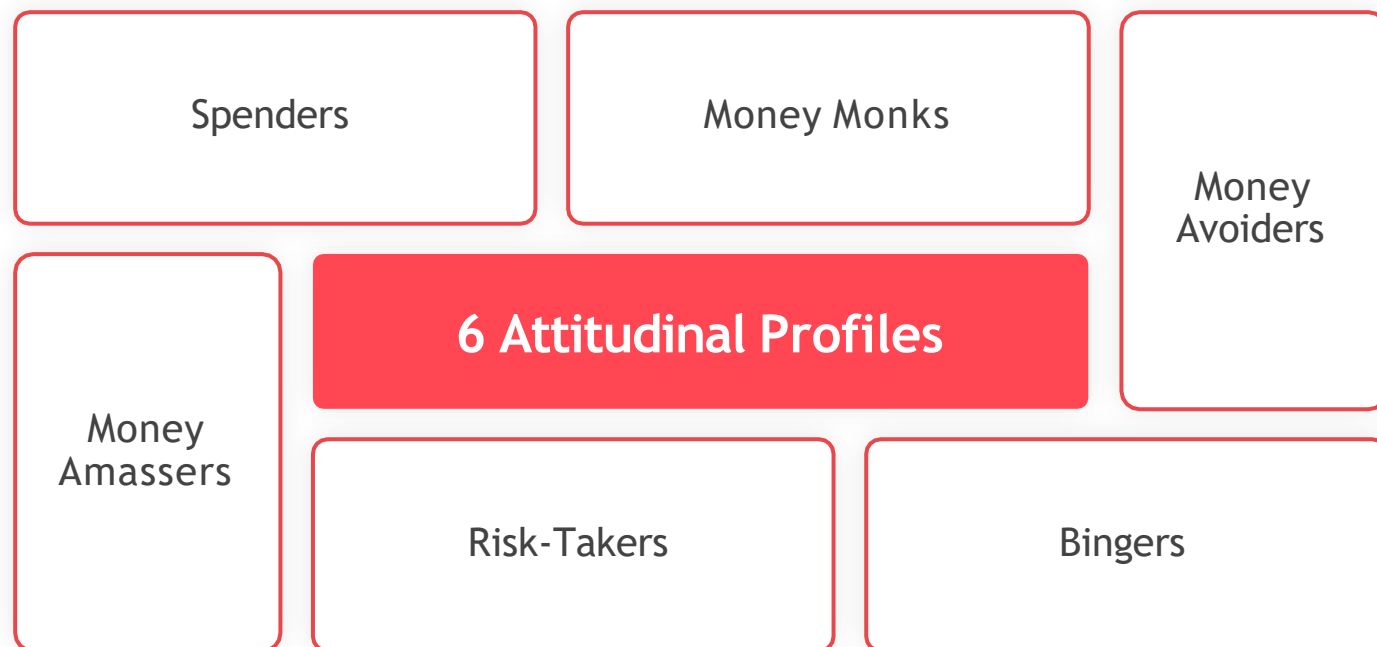 Spenders
Money Monks
Money
Avoiders
6 Attitudinal Profiles
Money
Amassers
Risk-Takers
Bingers